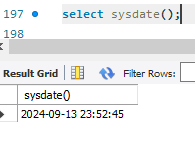 197 select sysdate();
198
Result Grid Filter Rows:
sysdate()
2024-09-13 23:52:45